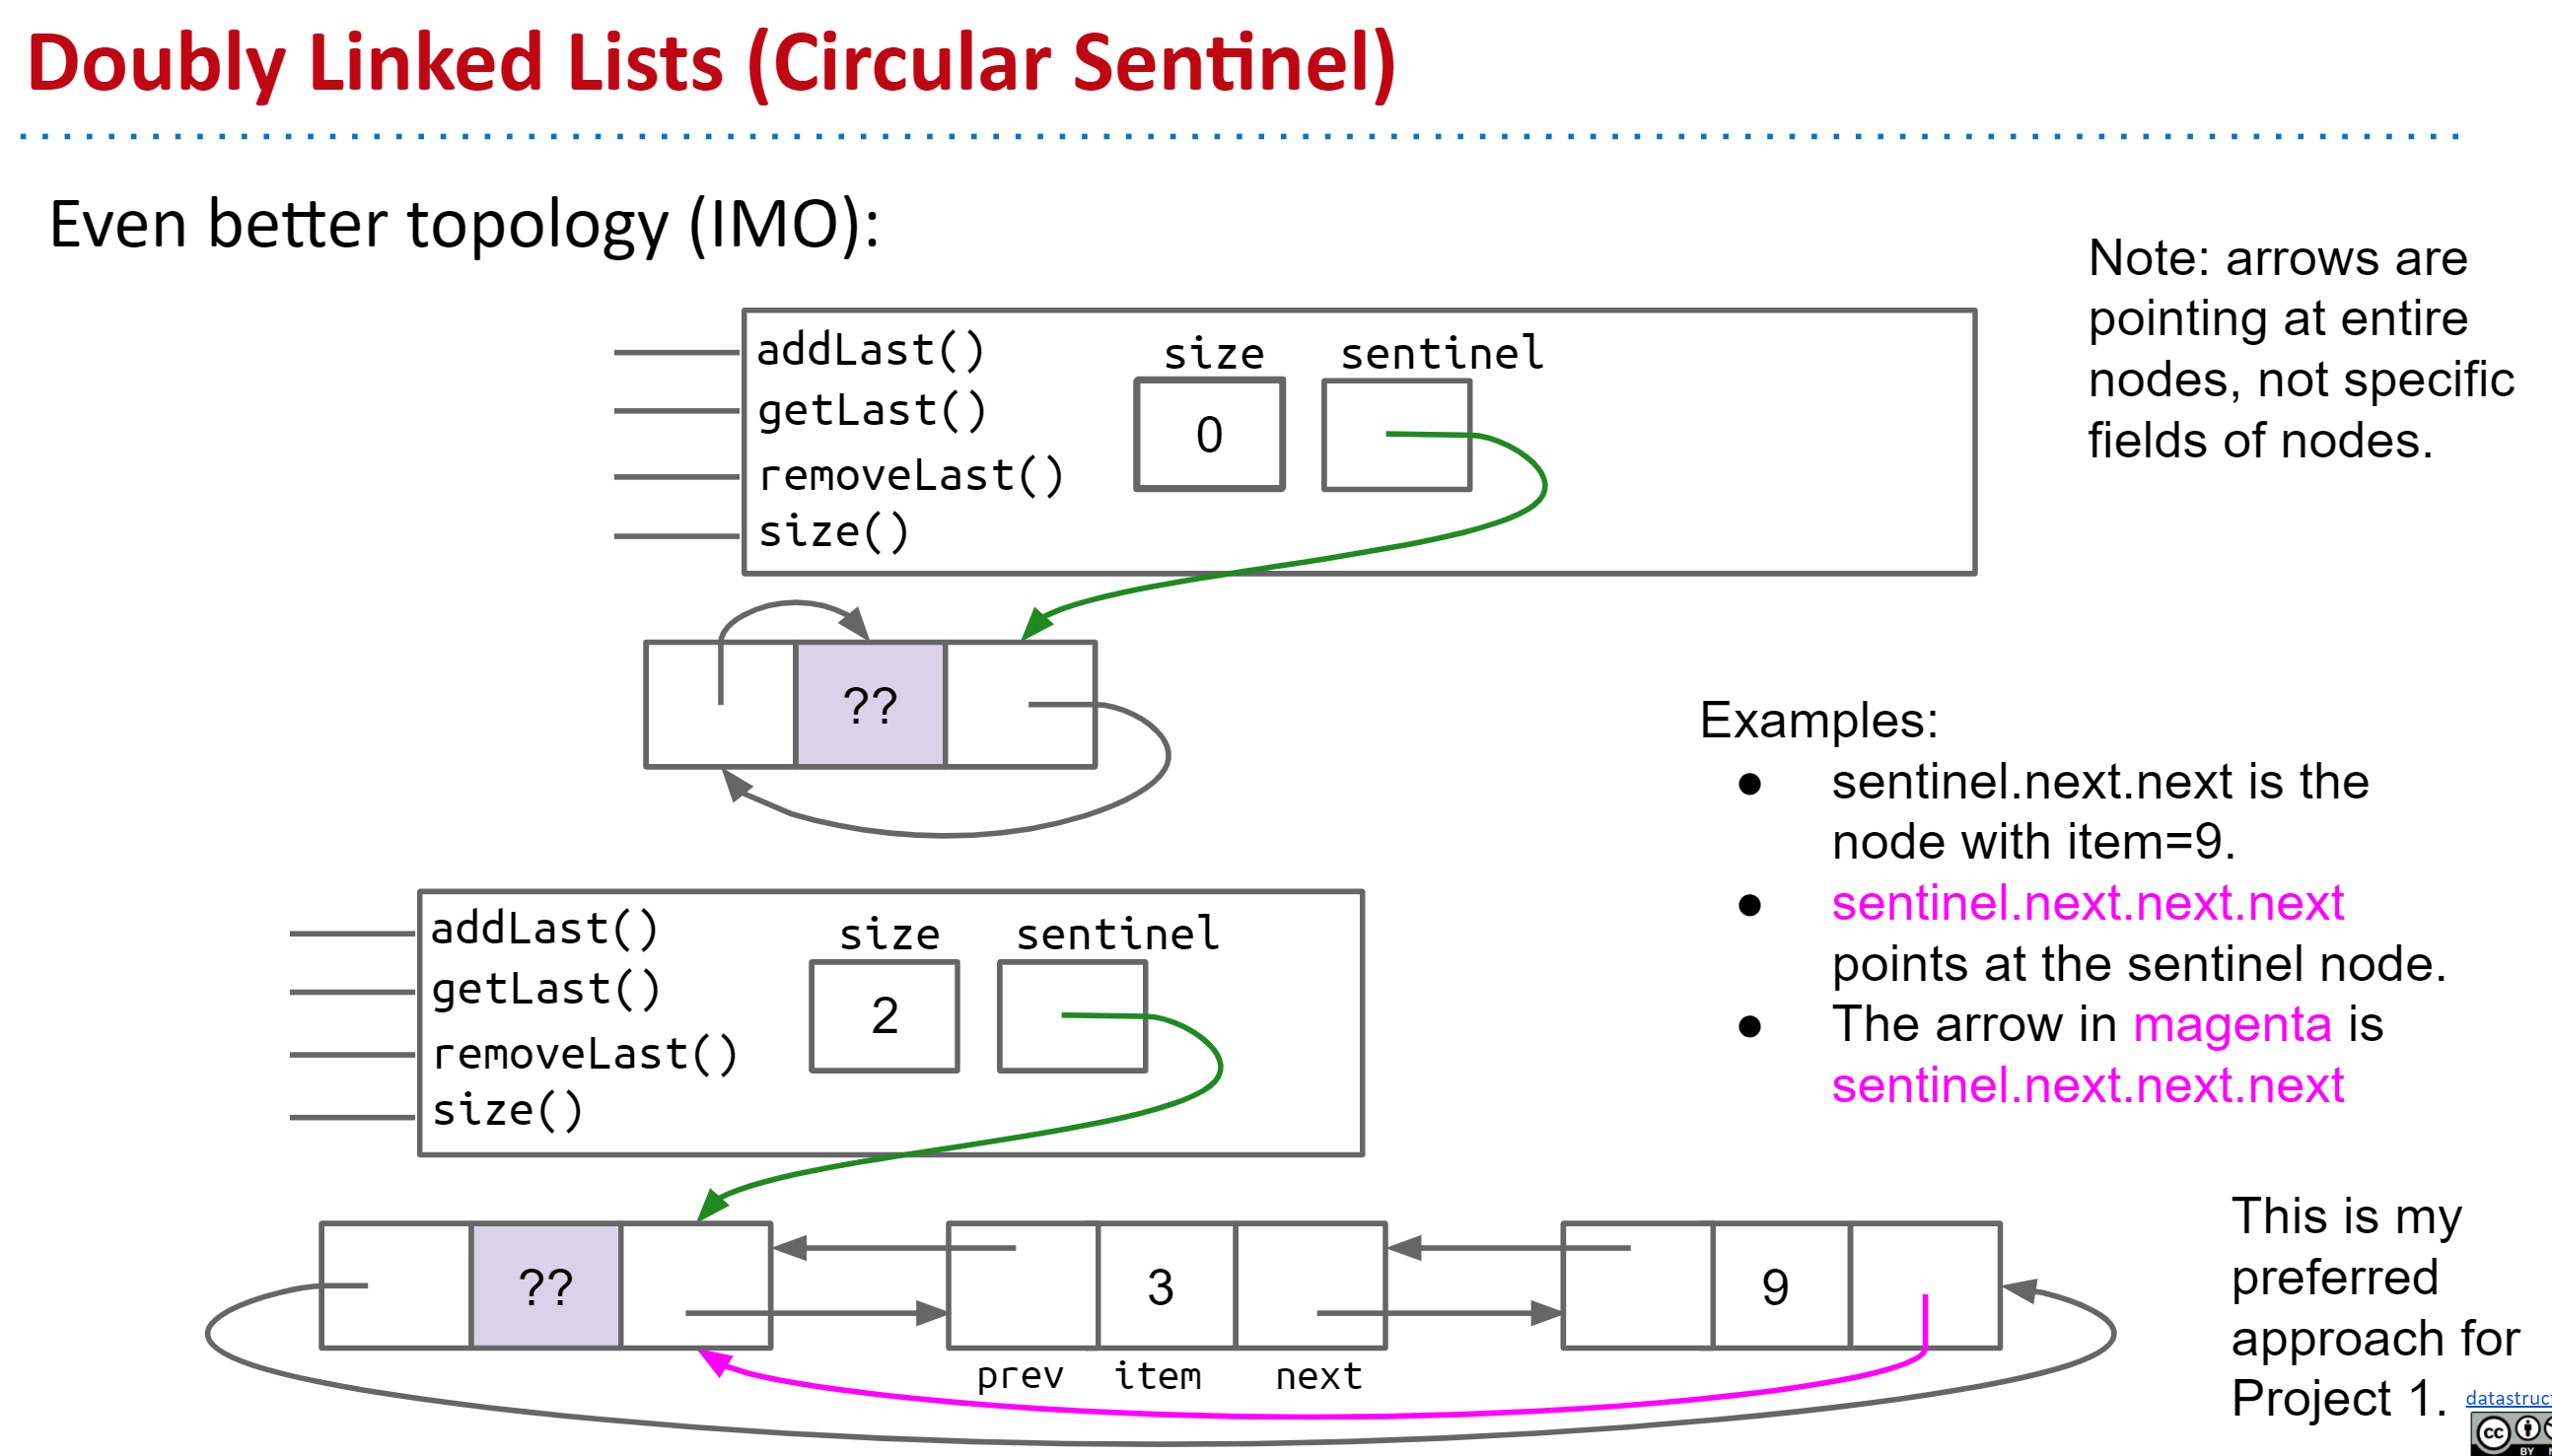 Doubly Linked Lists (Circular Sentinel)
Even better topology (IMO):
Note: arrows are
pointing at entire
nodes, not specific
fields of nodes.
addLast()
getLast()
removeLast()
size()
size
sentinel
0
??
Examples:
● sentinel.next.next is the
node with item=9.
● sentinel.next.next.next
points at the sentinel node.
● The arrow in magenta is
sentinel.next.next.next
addLast()
getLast()
removeLast()
size()
size
sentinel
2
??
3
9
prev
item
next
This is my
preferred
approach for
Project 1.
datastruct
cc
BY